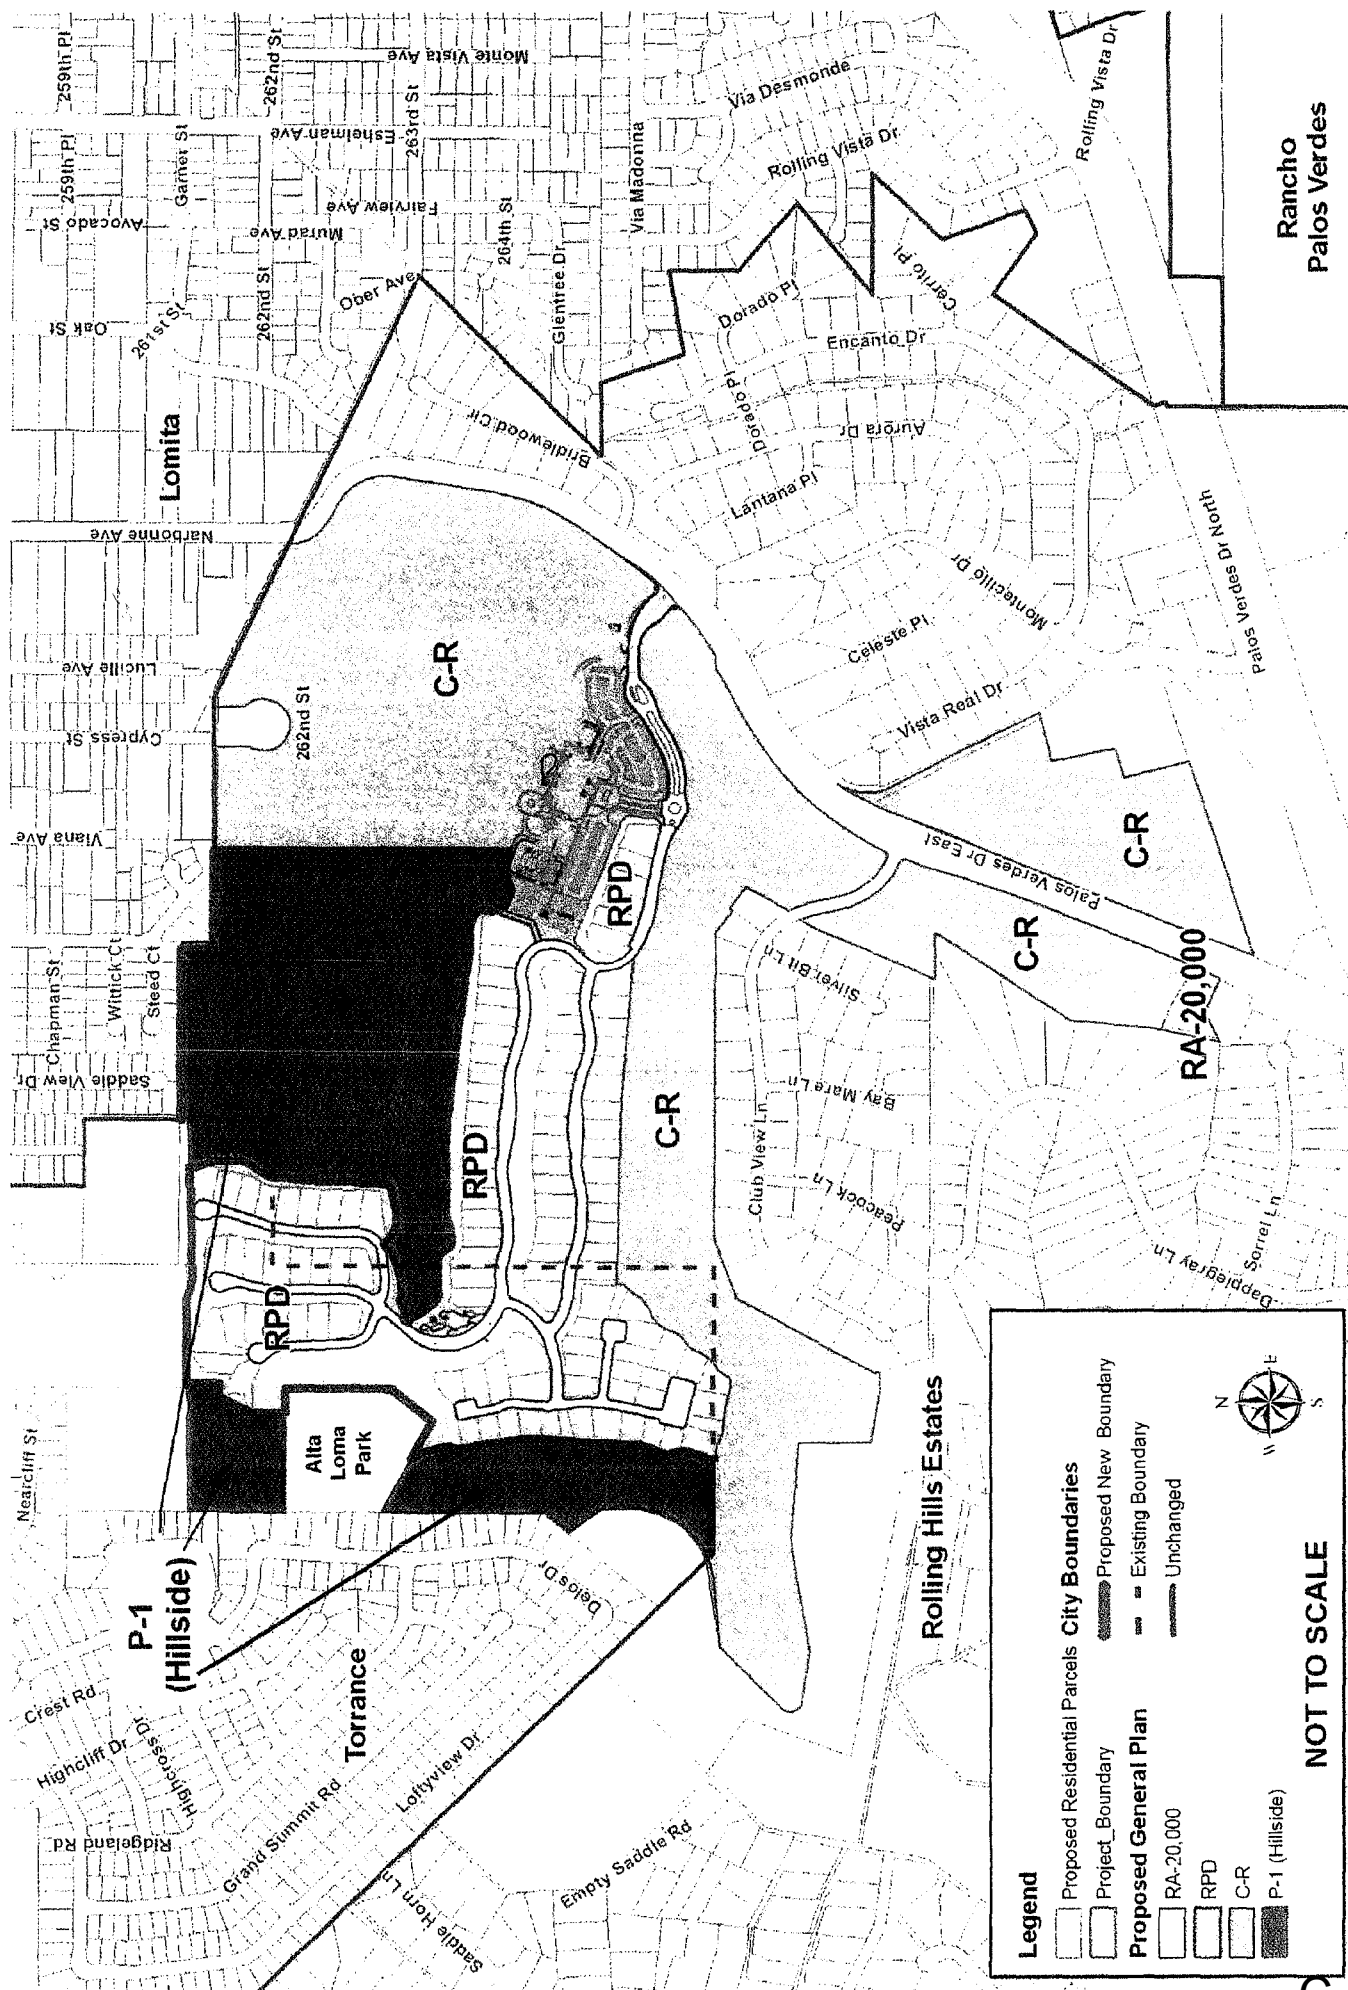 259th Pl
262nd St
Monte Vista Ave
259th Pl
Garnet St
Eshelman Ave
263rd St
Via Madonna
Via Desmonde
Rolling Vista Dr
Rolling Vista Dr
Avocado St
Murad Ave
Fairview Ave
264th St
Oak St
261st St
262nd St
Ober Ave
Glentree Dr
Dorado Pl
Cerrito Pl
Encanto Dr
Dorado Pl
Aurora Dr
Lantana Pl
Bridlewood Cir
Lomita
Narbonne Ave
Montecillo Dr
Celeste Pl
Vista Real Dr
Palos Verdes Dr North
Rancho
Palos Verdes
Lucille Ave
Cypress St
262nd St
Viana Ave
C-R
RPD
Palos Verdes Dr East
C-R
C-R
RA-20,000
Chapman St
Wittick Ct
Steed Ct
Saddle View Dr
RPD
RPD
C-R
Silver Bit Ln
Bay Mare Ln
Club View Ln
Peacock Ln
Sorrel Ln
Dapplegray Ln
Alta
Loma
Park
Nearcliff St
P-1
(Hillside)
Delos Dr
Torrance
Crest Rd
Highcliff Dr
Highcross Dr
Ridgeland Rd
Grand Summit Rd
Loftyview Dr
Saddle Horn Ln
Empty Saddle Rd
Rolling Hills Estates
Legend
Proposed Residential Parcels
Project_Boundary
Proposed General Plan
RA-20,000
RPD
C-R
P-1 (Hillside)
City Boundaries
Proposed New Boundary
Existing Boundary
Unchanged
N
E
S
W
NOT TO SCALE